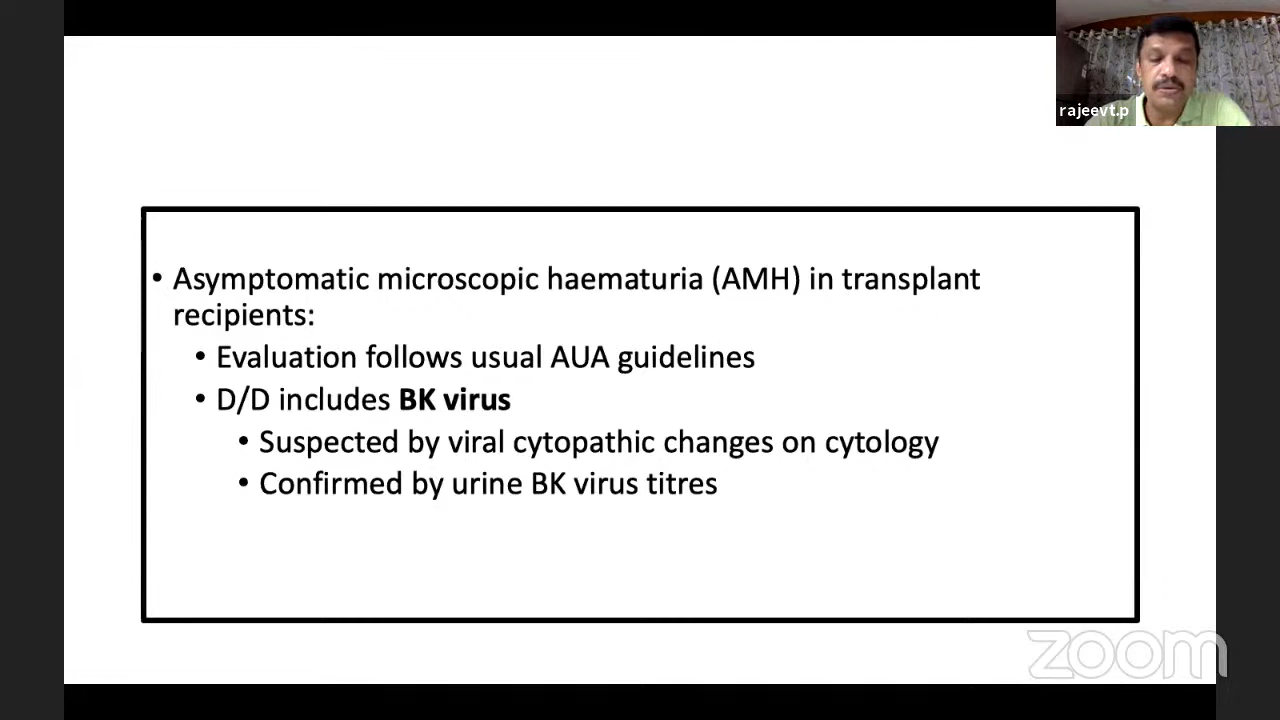 rajeevt.p
• Asymptomatic microscopic haematuria (AMH) in transplant
recipients:
• Evaluation follows usual AUA guidelines
• D/D includes BK virus
• Suspected by viral cytopathic changes on cytology
• Confirmed by urine BK virus titres
zoom